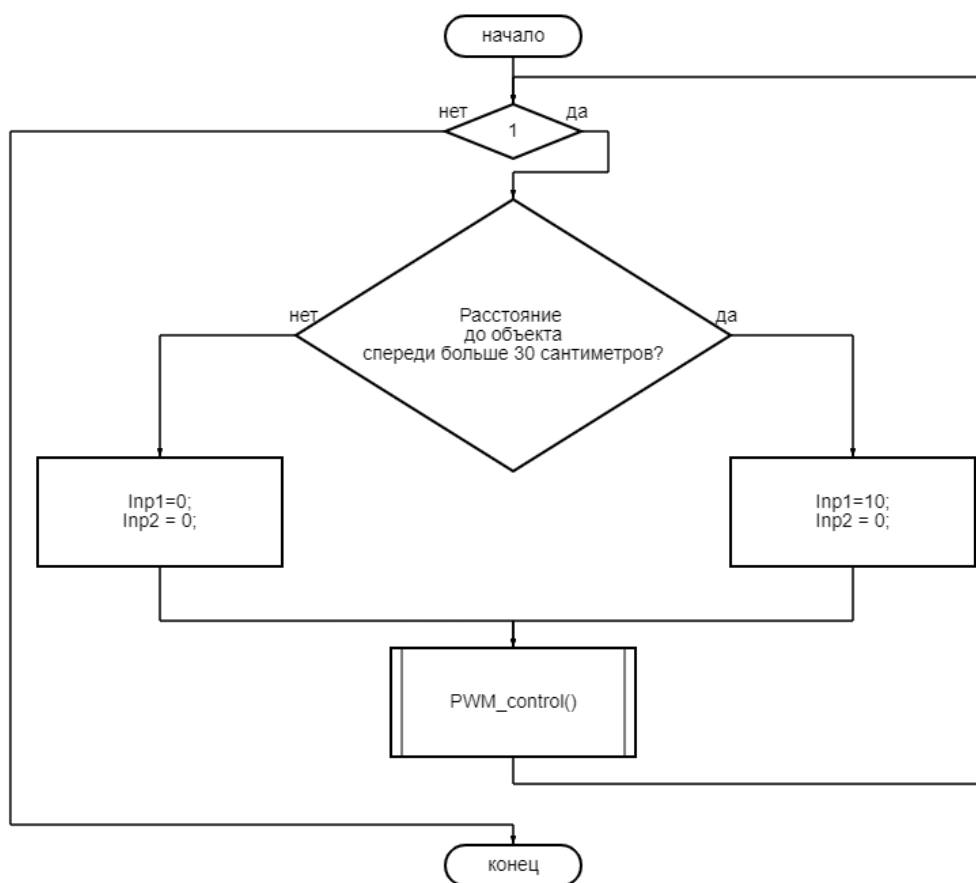 начало
нет
да
1
нет
да
Расстояние
до объекта
спереди больше 30 сантиметров?
Inp1=0;
Inp2 = 0;
Inp1=10;
Inp2 = 0;
PWM_control()
конец